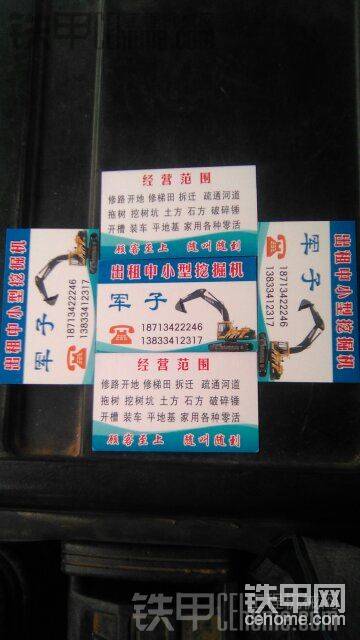 铁甲
cehome.com
经营范围
修路开地 修梯田 拆迁 疏通河道
拖树 挖树坑 土方 石方 破碎锤
开槽 装车 平地基 家用各种零活
顾客至上 随叫随到
出租中小型挖掘机
军子
18713422246
13833412317
出租中小型挖掘机
军子
18713422246
13833412317
出租中小型挖掘机
军子
18713422246
13833412317
经营范围
修路开地 修梯田 拆迁 疏通河道
拖树 挖树坑 土方 石方 破碎锤
开槽 装车 平地基 家用各种零活
顾客至上 随叫随到
铁甲
铁甲网
cehome.com